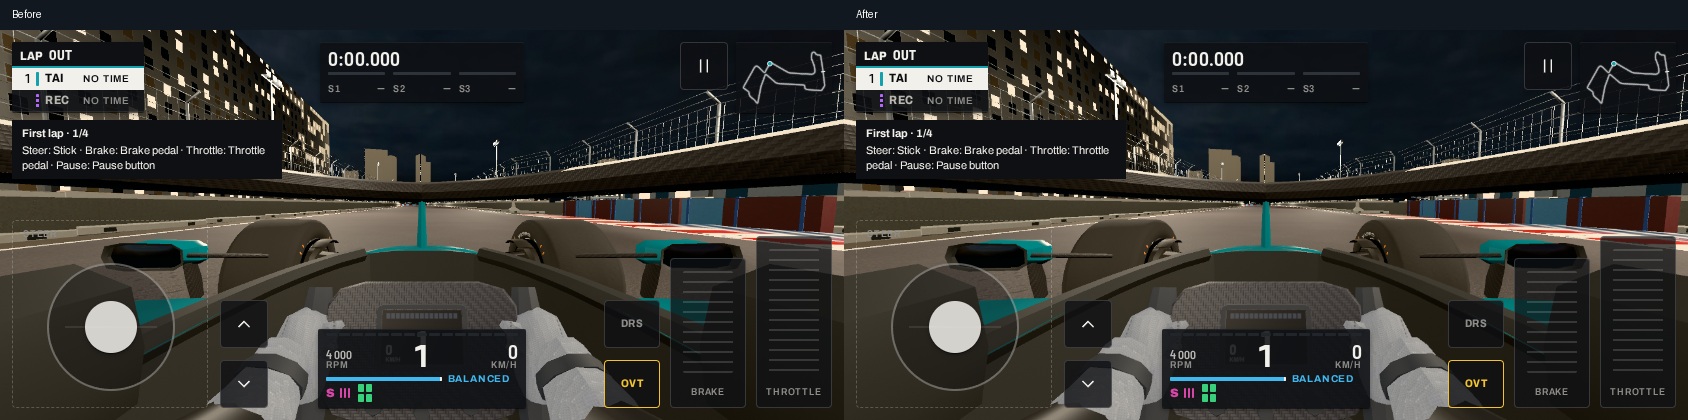 Before
LAP OUT
1 TAI NO TIME
REC NO TIME
0:00.000
S1 – S2 – S3 –
First lap · 1/4
Steer: Stick · Brake: Brake pedal · Throttle: Throttle
pedal · Pause: Pause button
DRS
OVT
4 000
RPM
1
0
KM/H
BALANCED
S
BRAKE
THROTTLE
After
LAP OUT
1 TAI NO TIME
REC NO TIME
0:00.000
S1 – S2 – S3 –
First lap · 1/4
Steer: Stick · Brake: Brake pedal · Throttle: Throttle
pedal · Pause: Pause button
DRS
OVT
4 000
RPM
1
0
KM/H
BALANCED
S
BRAKE
THROTTLE